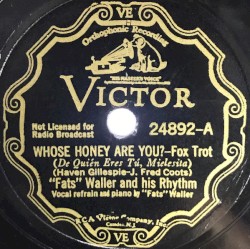 VE
Orthophonic Recording
"HIS MASTER'S VOICE"
VICTOR
Not Licensed for
Radio Broadcast
24892-A
WHOSE HONEY ARE YOU?—Fox Trot
(De Quién Eres Tú, Mielesita)
(Haven Gillespie-J. Fred Coots)
"Fats" Waller and his Rhythm
Vocal refrain and piano by "Fats" Waller
RCA Victor Company, Inc.
Camden, N.J.
VE